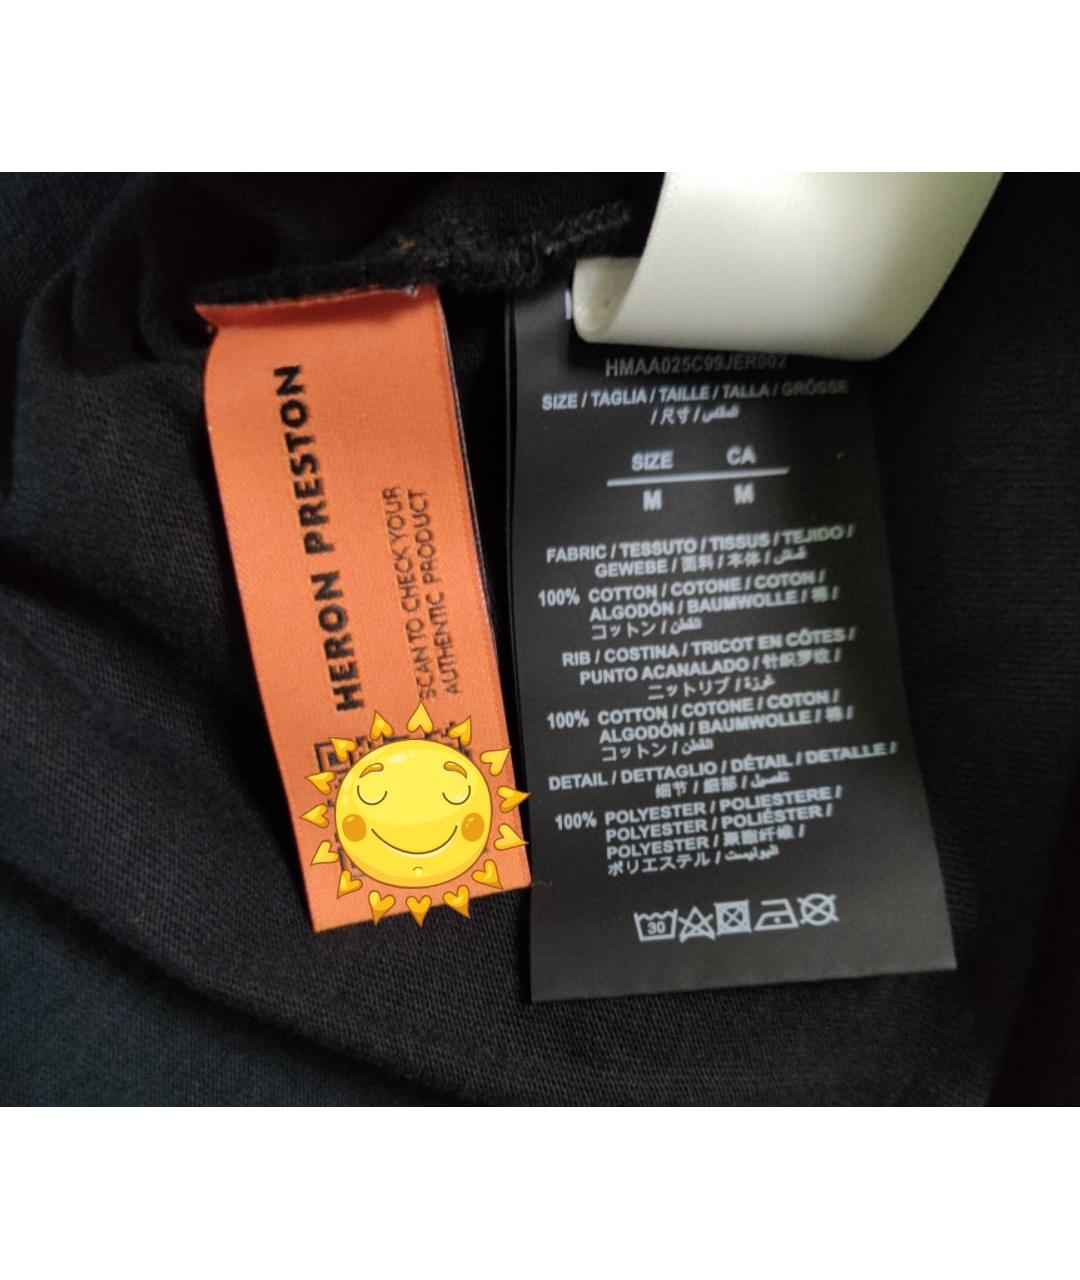 HERON PRESTON
SCAN TO CHECK YOUR
AUTHENTIC PRODUCT
HMAA025C99JER002
SIZE / TAGLIA / TAILLE / TALLA / GRÖSSE
/ 尺寸 / المقاس
SIZE CA
M M
FABRIC / TESSUTO / TISSUS / TEJIDO /
GEWEBE / 面料 / 本体 / قماش
100% COTTON / COTONE / COTON /
ALGODÓN / BAUMWOLLE / 棉 /
コットン / القطن
RIB / COSTINA / TRICOT EN CÔTES /
PUNTO ACANALADO / 针织罗纹 /
ニットリブ / غرزة
100% COTTON / COTONE / COTON /
ALGODÓN / BAUMWOLLE / 棉 /
コットン / القطن
DETAIL / DETTAGLIO / DÉTAIL / DETALLE /
细节 / 細部 / تفصيل
100% POLYESTER / POLIESTERE /
POLYESTER / POLIÉSTER /
POLYESTER / 聚酯纤维 /
ポリエステル / البوليستر
30